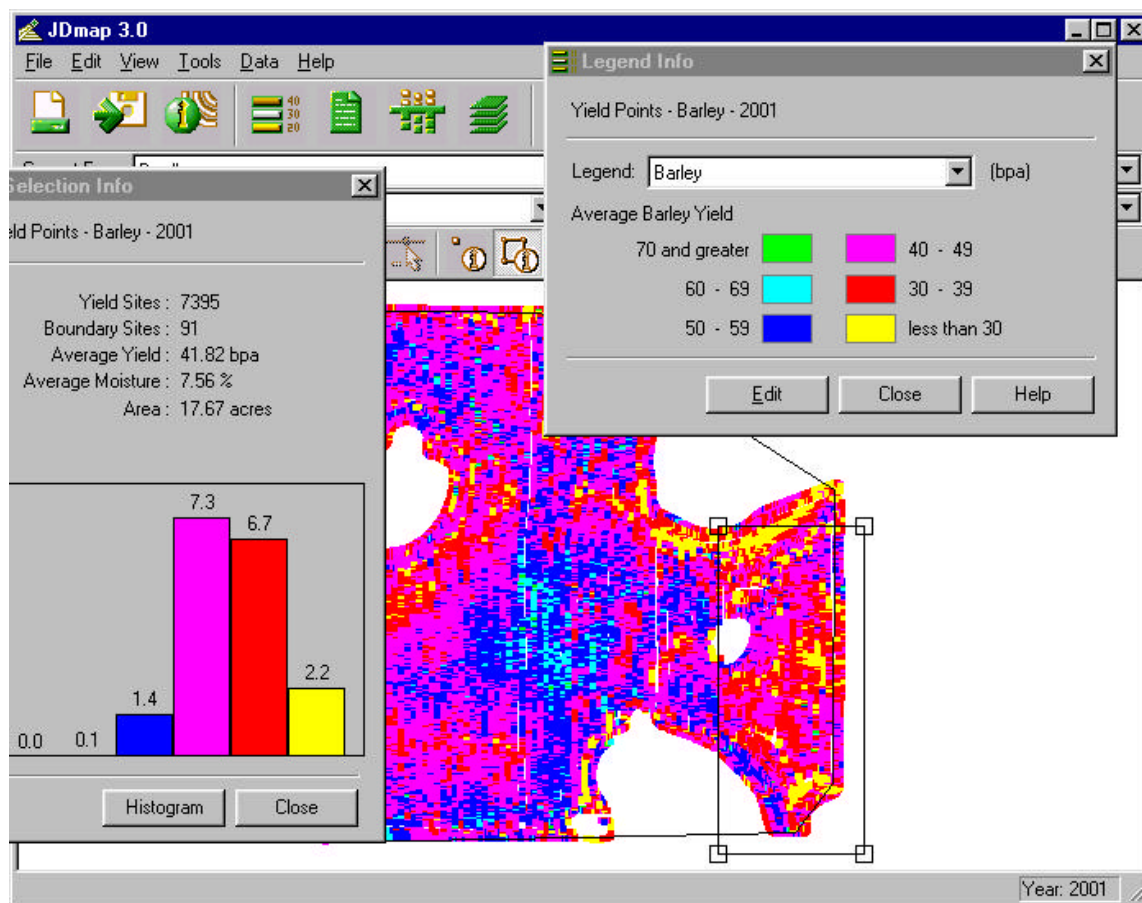 JDmap 3.0
File Edit View Tools Data Help
40
30
20
Legend Info
Yield Points - Barley - 2001
Legend: Barley (bpa)
Average Barley Yield
70 and greater 40 - 49
60 - 69 30 - 39
50 - 59 less than 30
Edit Close Help
Selection Info
ld Points - Barley - 2001
Yield Sites : 7395
Boundary Sites : 91
Average Yield : 41.82 bpa
Average Moisture : 7.56 %
Area : 17.67 acres
0.0 0.1 1.4 7.3 6.7 2.2
Histogram Close
Year: 2001